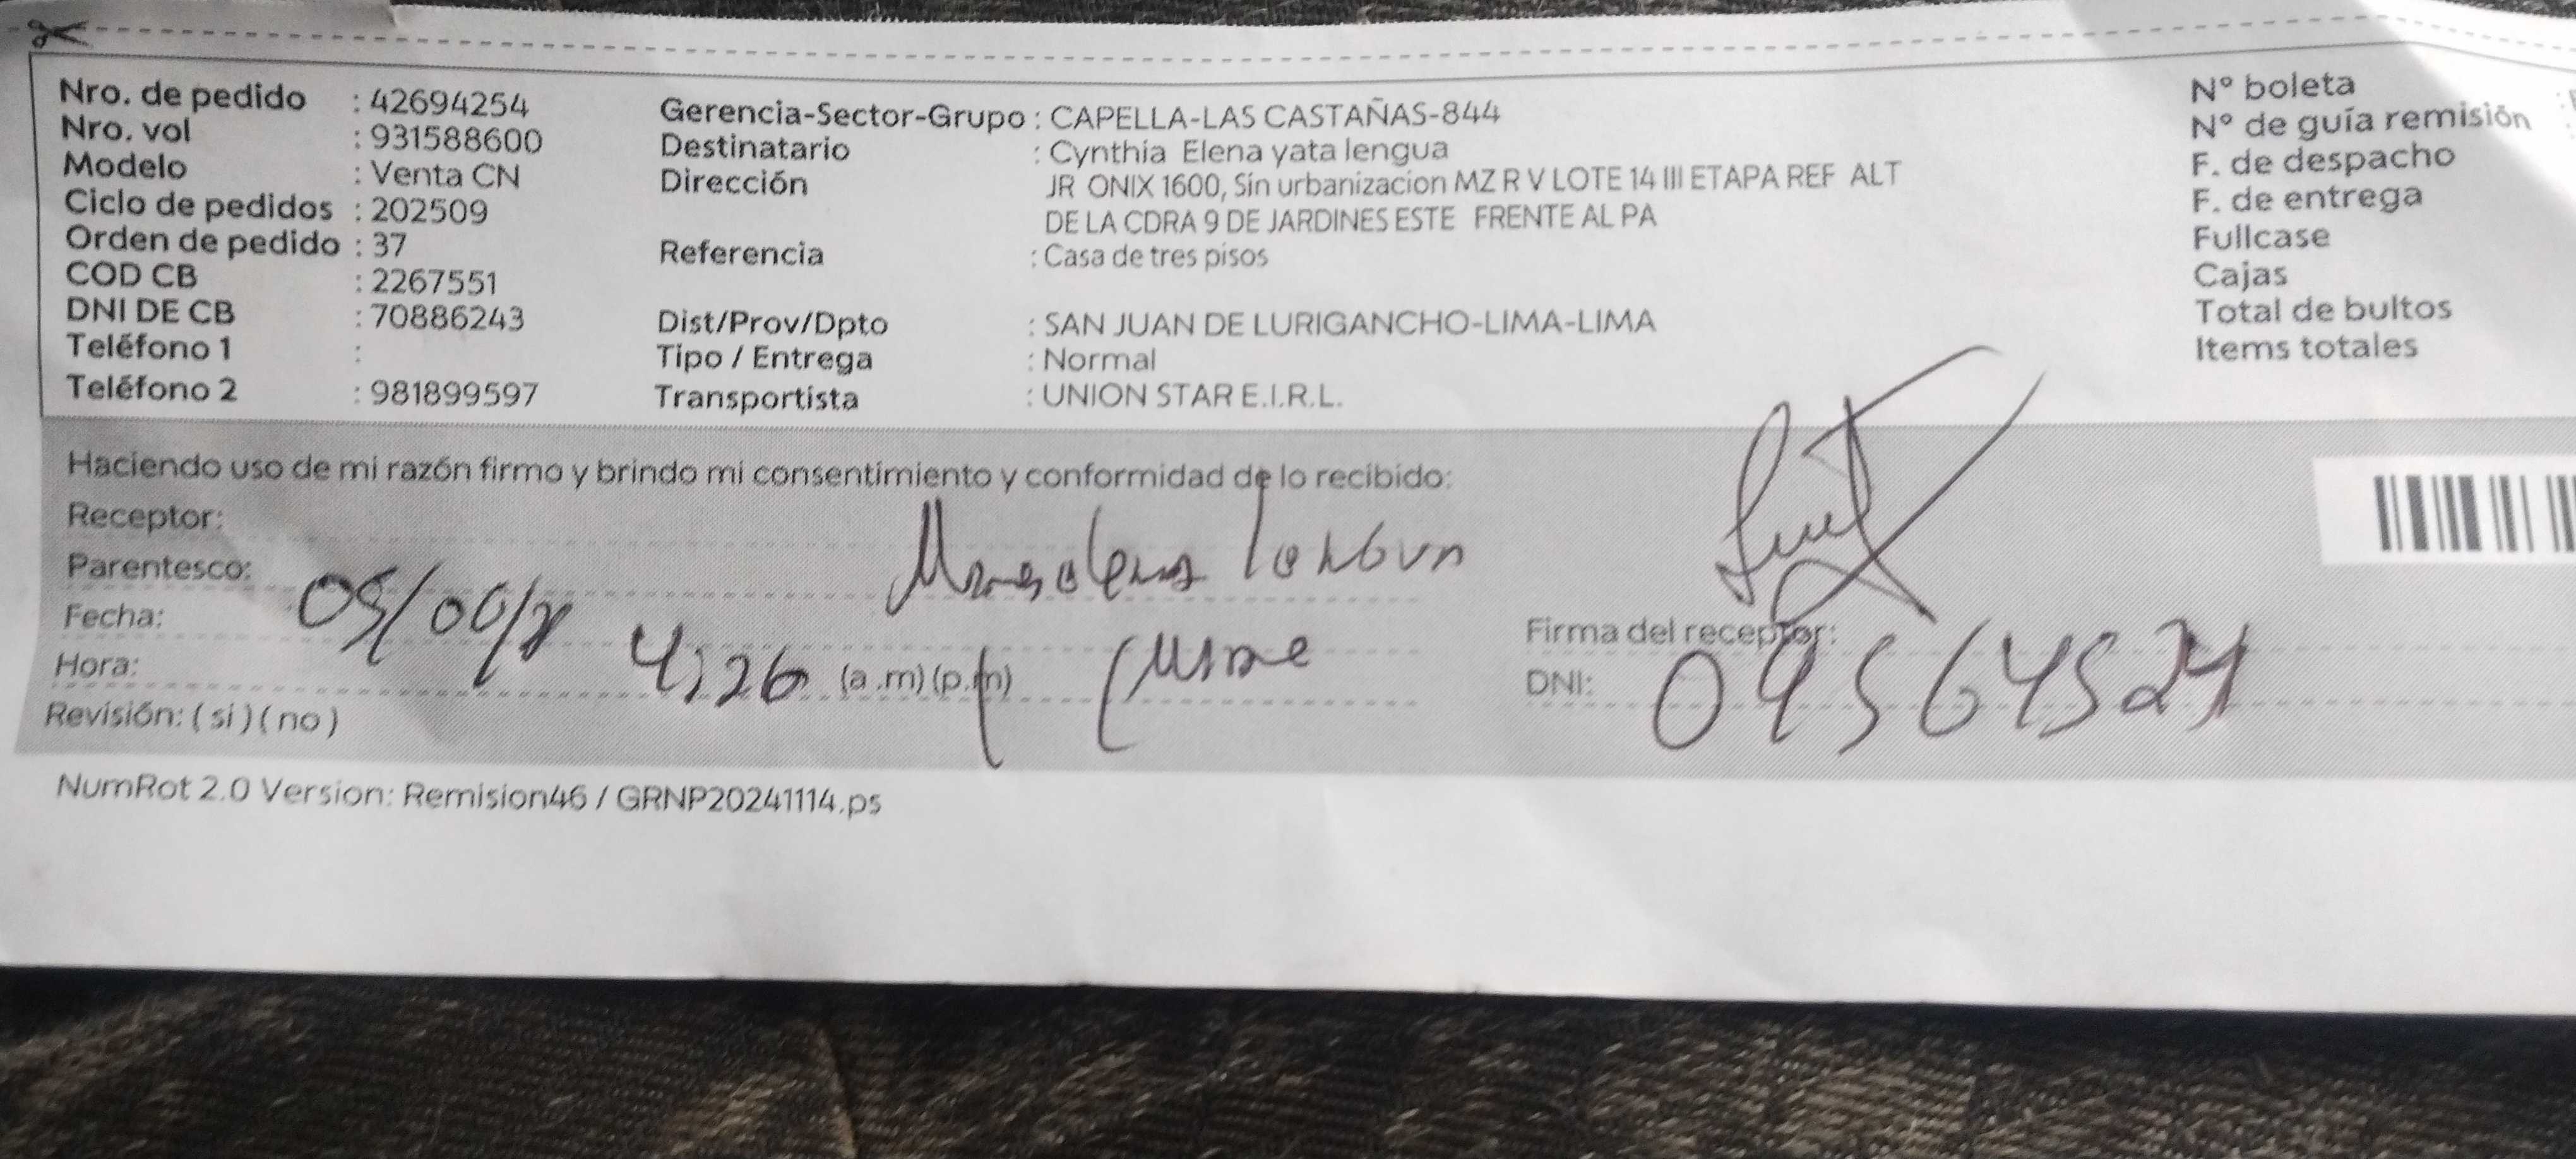 Nro. de pedido : 42694254
Nro. vol : 931588600
Modelo : Venta CN
Ciclo de pedidos : 202509
Orden de pedido : 37
COD CB : 2267551
DNI DE CB : 70886243
Teléfono 1 :
Teléfono 2 : 981899597
Gerencia-Sector-Grupo : CAPELLA-LAS CASTAÑAS-844
Destinatario : Cynthia Elena yata lengua
Dirección JR ONIX 1600, Sin urbanizacion MZ R V LOTE 14 III ETAPA REF ALT
DE LA CDRA 9 DE JARDINES ESTE FRENTE AL PA
Referencia : Casa de tres pisos
Dist/Prov/Dpto : SAN JUAN DE LURIGANCHO-LIMA-LIMA
Tipo / Entrega : Normal
Transportista : UNION STAR E.I.R.L.
Nº boleta
Nº de guía remisión
F. de despacho
F. de entrega
Fullcase
Cajas
Total de bultos
Items totales
Haciendo uso de mi razón firmo y brindo mi consentimiento y conformidad de lo recibido:
Receptor:
Parentesco:
Fecha:
Hora: 4:26 (a.m)(p.m)
Revisión: ( si ) ( no )
Firma del receptor:
DNI:
NumRot 2.0 Version: Remision46 / GRNP20241114.ps